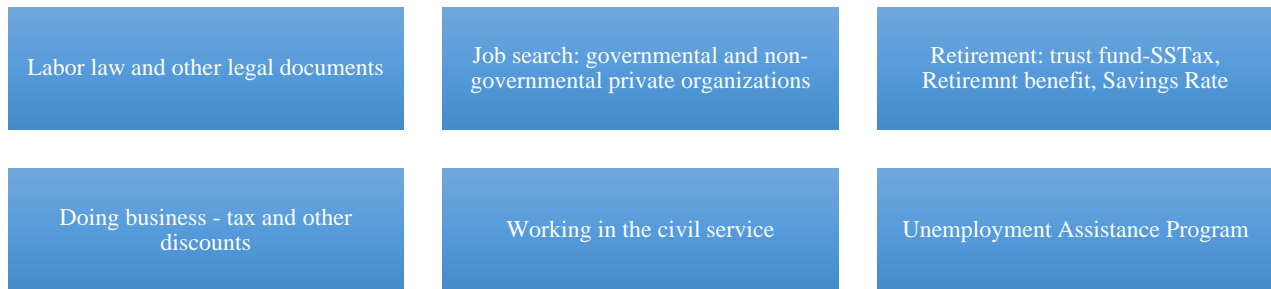 Labor law and other legal documents
Job search: governmental and non-
governmental private organizations
Retirement: trust fund-SSTax,
Retiremnt benefit, Savings Rate
Doing business - tax and other
discounts
Working in the civil service
Unemployment Assistance Program